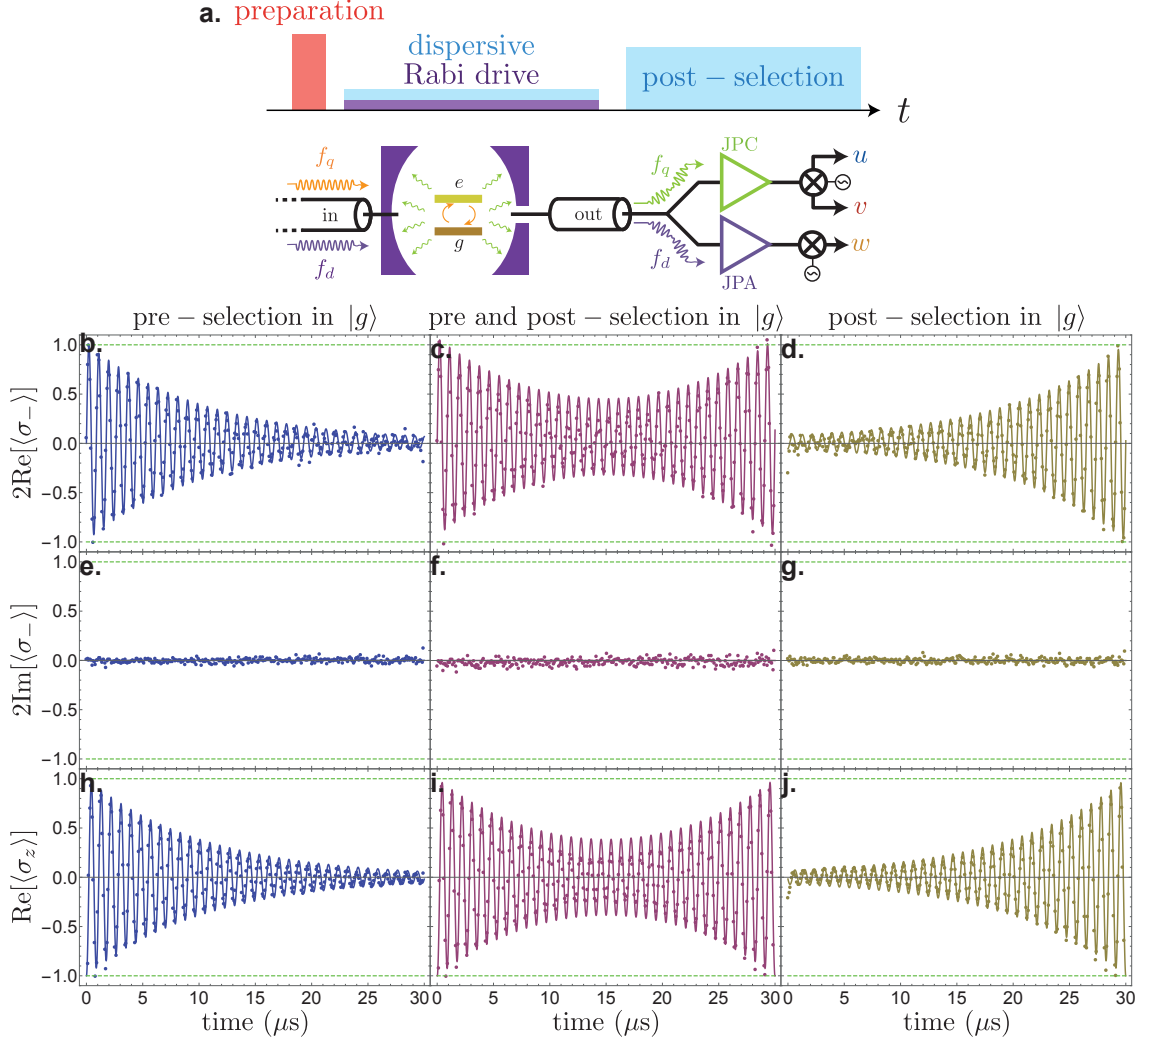 a. preparation
dispersive
Rabi drive
post − selection
t
f_q
e
in
g
f_d
out
f_q
JPC
u
v
f_d
JPA
w
pre − selection in |g⟩
pre and post − selection in |g⟩
post − selection in |g⟩
2Re[⟨σ_−⟩]
1.0
0.5
0.0
−0.5
−1.0
b.
c.
d.
2Im[⟨σ_−⟩]
1.0
0.5
0.0
−0.5
−1.0
e.
f.
g.
Re[⟨σ_z⟩]
1.0
0.5
0.0
−0.5
−1.0
h.
i.
j.
0 5 10 15 20 25 30
0 5 10 15 20 25 30
0 5 10 15 20 25 30
time (μs)
time (μs)
time (μs)